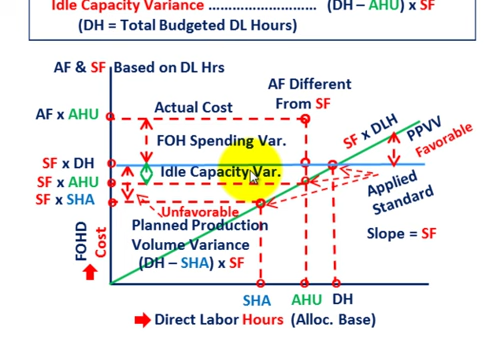 Idle Capacity Variance ............................ (DH – AHU) x SF
(DH = Total Budgeted DL Hours)
AF & SF Based on DL Hrs
AF Different
From SF
AF x AHU
Actual Cost
SF x DLH
PPVV
Favorable
FOH Spending Var.
SF x DH
Idle Capacity Var.
SF x AHU
Applied
Standard
SF x SHA
Unfavorable
Planned Production
Volume Variance
(DH – SHA) x SF
Slope = SF
FOHD
Cost
SHA
AHU
DH
Direct Labor Hours (Alloc. Base)